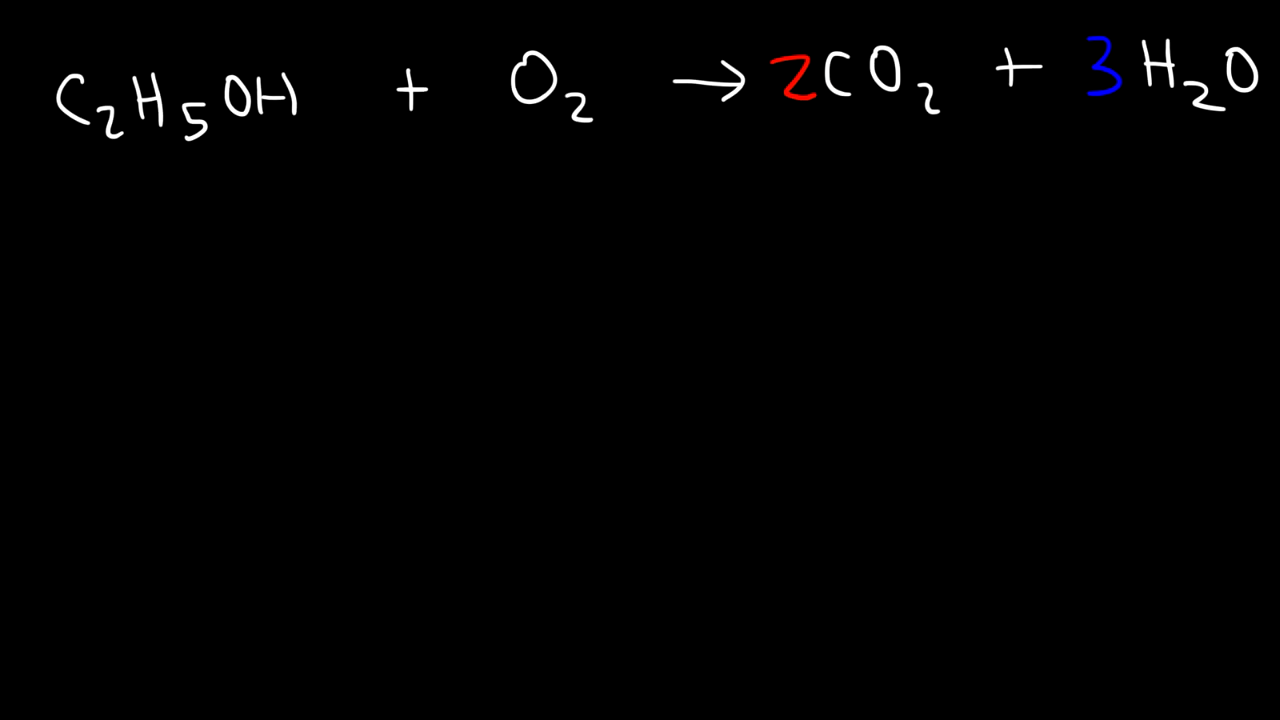 C₂H₅OH + O₂ → 2CO₂ + 3H₂O